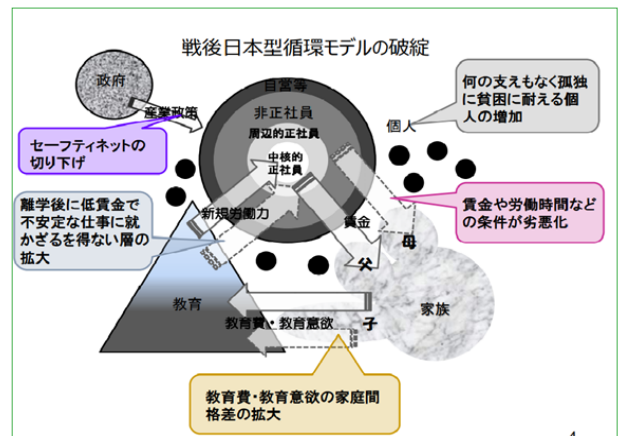 戦後日本型循環モデルの破綻
政府
産業政策
自営等
非正社員
周辺的正社員
中核的
正社員
個人
何の支えもなく孤独
に貧困に耐える個
人の増加
セーフティネットの
切り下げ
離学後に低賃金で
不安定な仕事に就
かざるを得ない層の
拡大
新規労働力
賃金
賃金や労働時間など
の条件が劣悪化
父
母
子
家族
教育
教育費・教育意欲
教育費・教育意欲の家庭間
格差の拡大
4